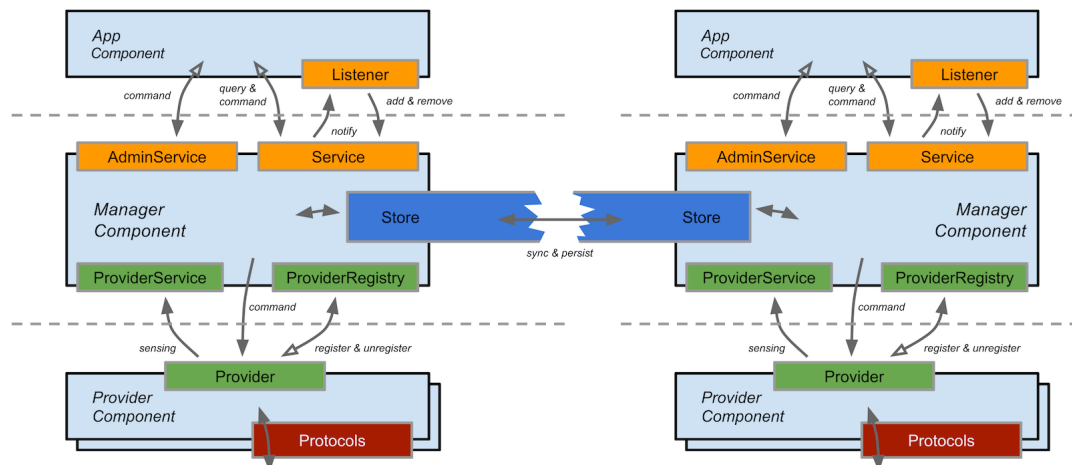 App
Component
Listener
command
query &
command
add & remove
notify
AdminService
Service
Manager
Component
Store
ProviderService
ProviderRegistry
command
sensing
register & unregister
Provider
Provider
Component
Protocols
sync & persist
App
Component
Listener
command
query &
command
add & remove
notify
AdminService
Service
Store
Manager
Component
ProviderService
ProviderRegistry
command
sensing
register & unregister
Provider
Provider
Component
Protocols